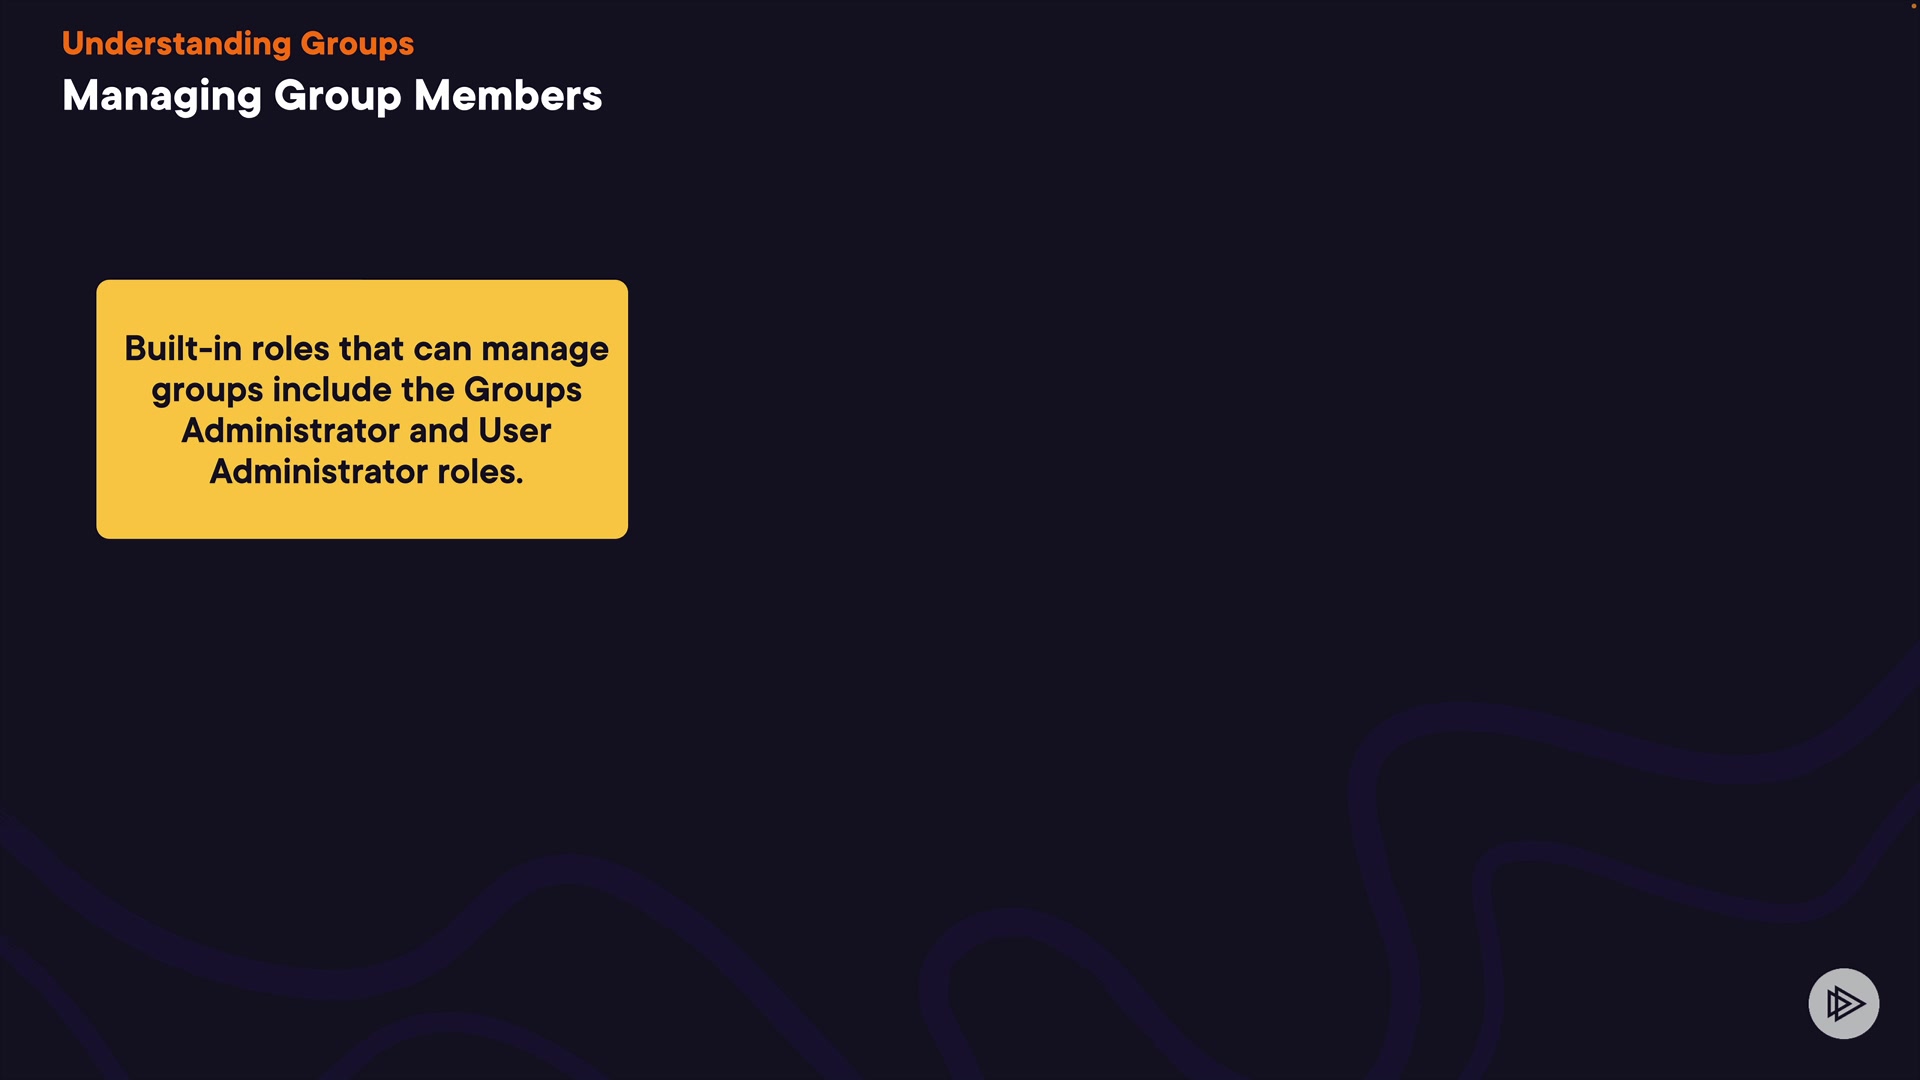 Understanding Groups
Managing Group Members
Built-in roles that can manage
groups include the Groups
Administrator and User
Administrator roles.